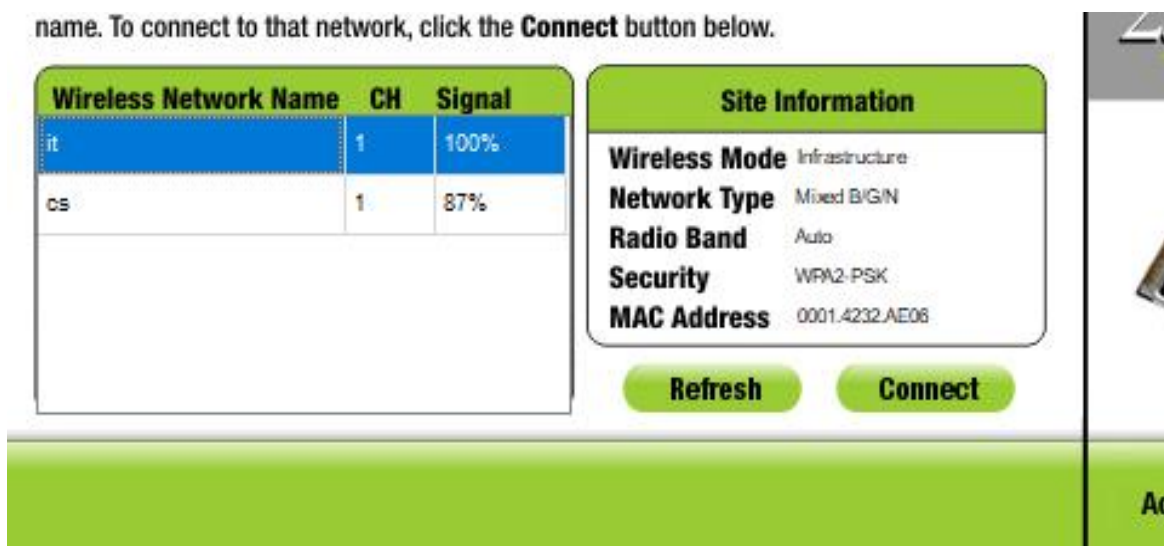 name. To connect to that network, click the Connect button below.
Wireless Network Name CH Signal
it 1 100%
cs 1 87%
Site Information
Wireless Mode Infrastructure
Network Type Mixed B/G/N
Radio Band Auto
Security WPA2-PSK
MAC Address 0001.4232.AE06
Refresh Connect